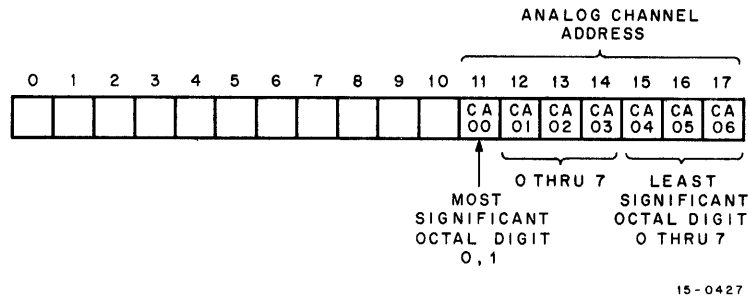 ANALOG CHANNEL
ADDRESS
0 1 2 3 4 5 6 7 8 9 10 11 12 13 14 15 16 17
CA CA CA CA CA CA CA
00 01 02 03 04 05 06
0 THRU 7
MOST
SIGNIFICANT
OCTAL DIGIT
0, 1
LEAST
SIGNIFICANT
OCTAL DIGIT
0 THRU 7
15-0427